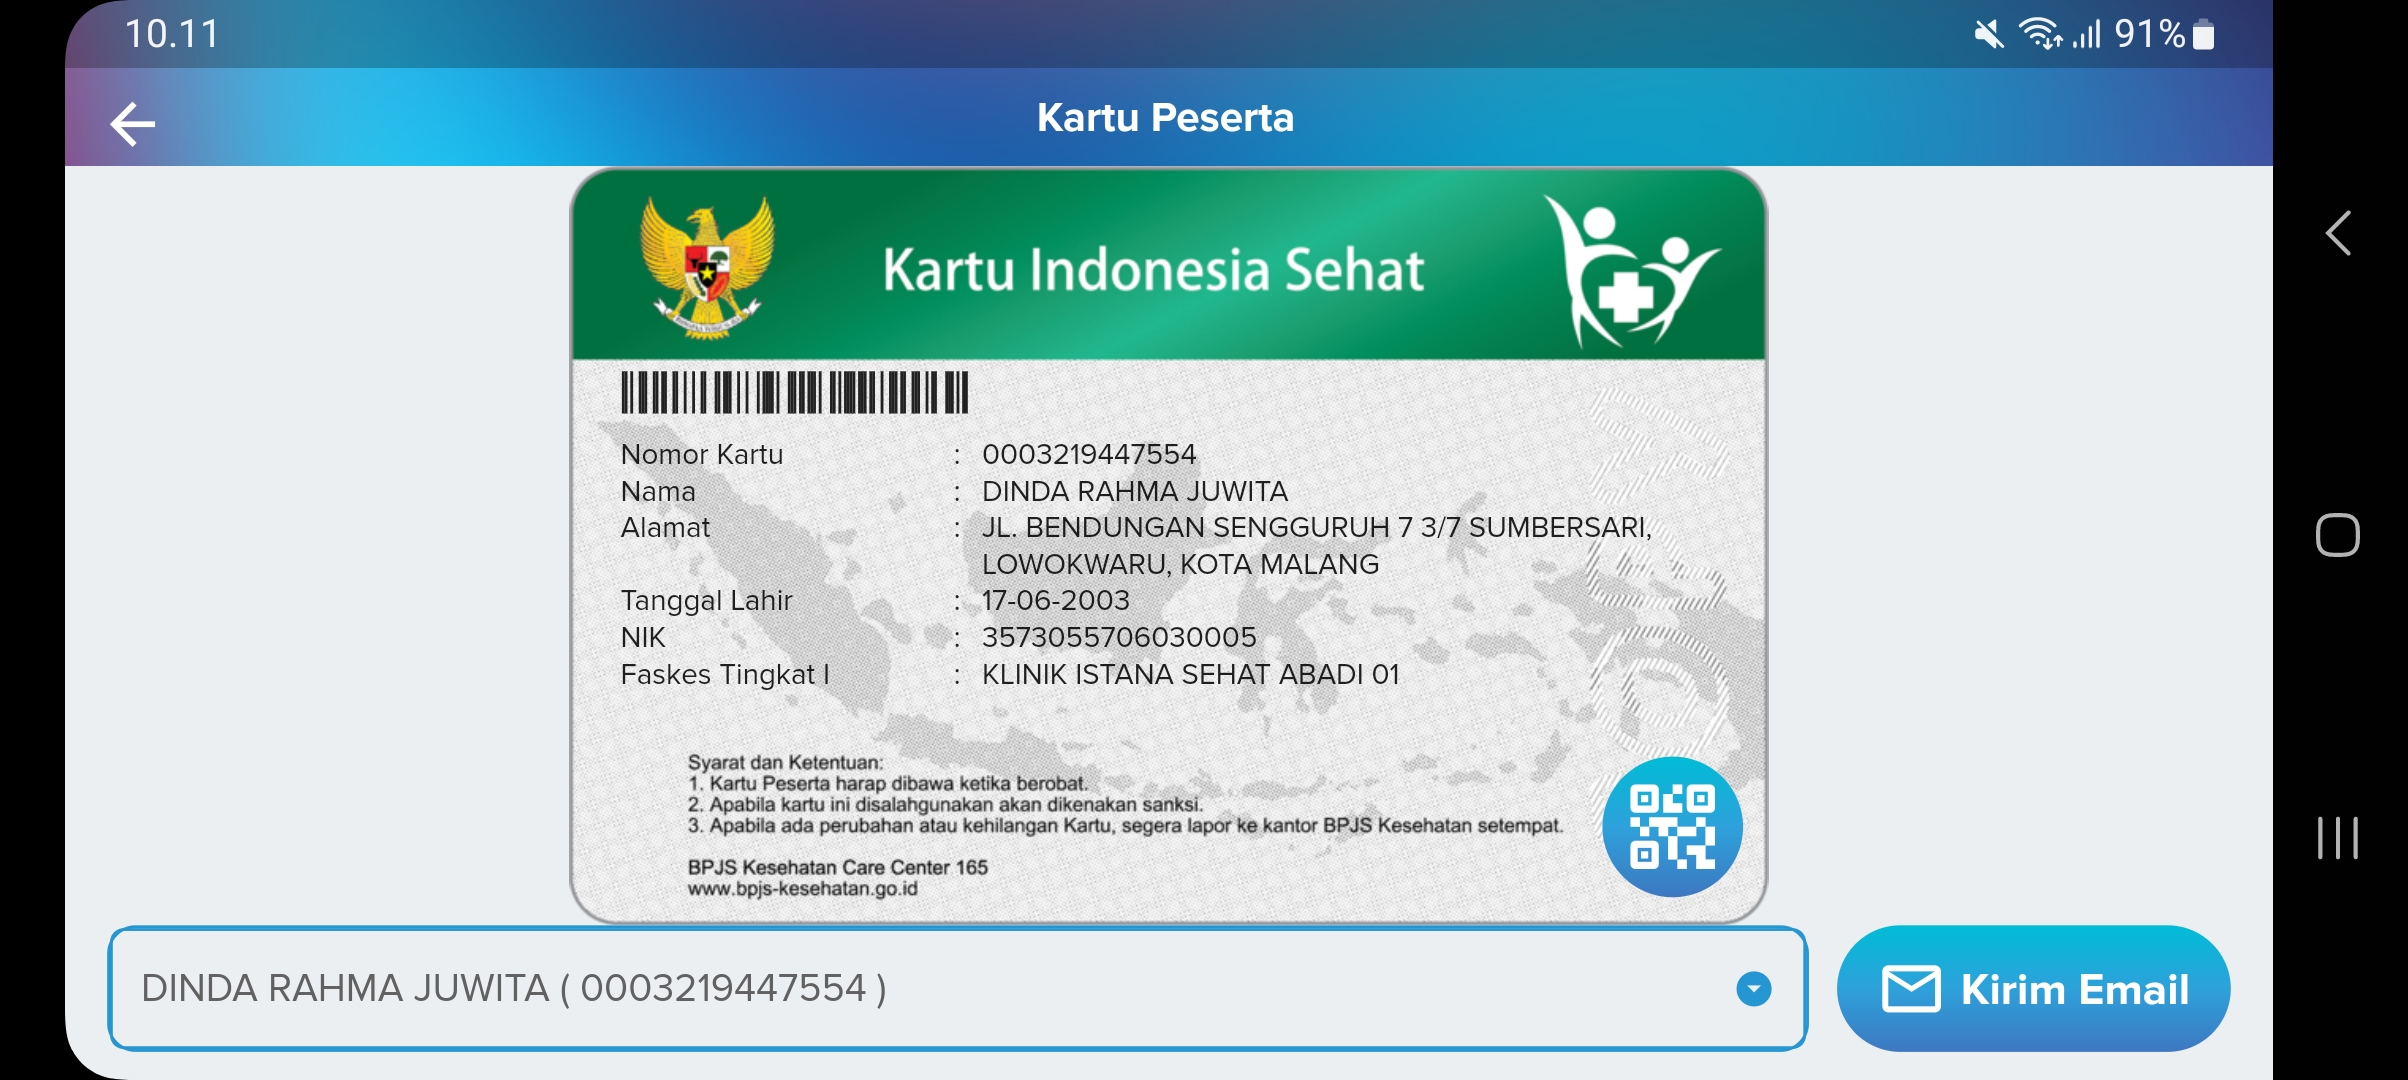 10.11
91%
Kartu Peserta
Kartu Indonesia Sehat
Nomor Kartu : 0003219447554
Nama : DINDA RAHMA JUWITA
Alamat : JL. BENDUNGAN SENGGURUH 7 3/7 SUMBERSARI,
LOWOKWARU, KOTA MALANG
Tanggal Lahir : 17-06-2003
NIK : 3573055706030005
Faskes Tingkat I : KLINIK ISTANA SEHAT ABADI 01
Syarat dan Ketentuan:
1. Kartu Peserta harap dibawa ketika berobat.
2. Apabila kartu ini disalahgunakan akan dikenakan sanksi.
3. Apabila ada perubahan atau kehilangan Kartu, segera lapor ke kantor BPJS Kesehatan setempat.
BPJS Kesehatan Care Center 165
www.bpjs-kesehatan.go.id
DINDA RAHMA JUWITA ( 0003219447554 )
Kirim Email